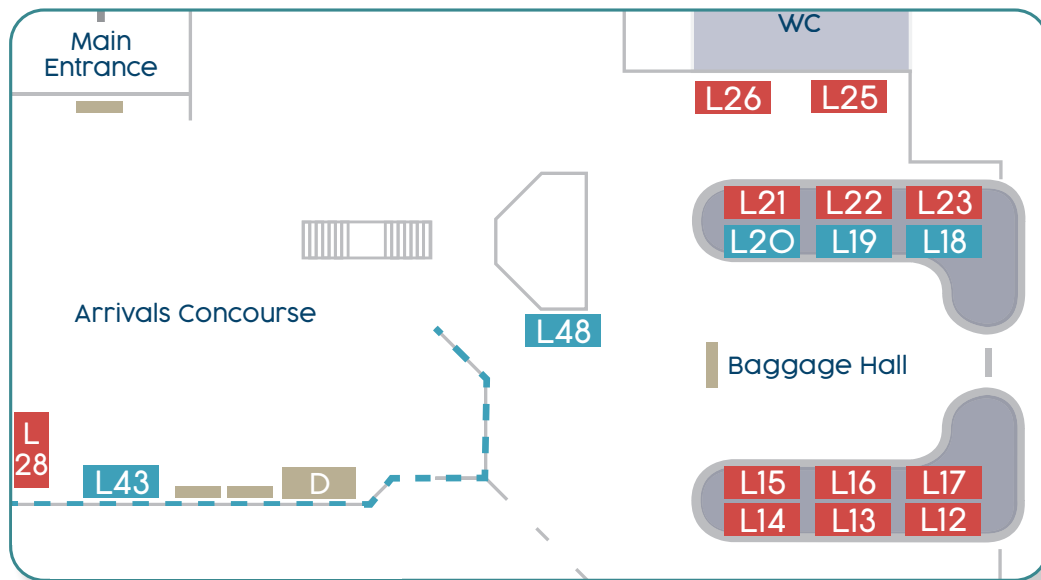 WC
Main
Entrance
L26
L25
L21
L22
L23
L20
L19
L18
Arrivals Concourse
L48
Baggage Hall
L
28
L43
D
L15
L16
L17
L14
L13
L12